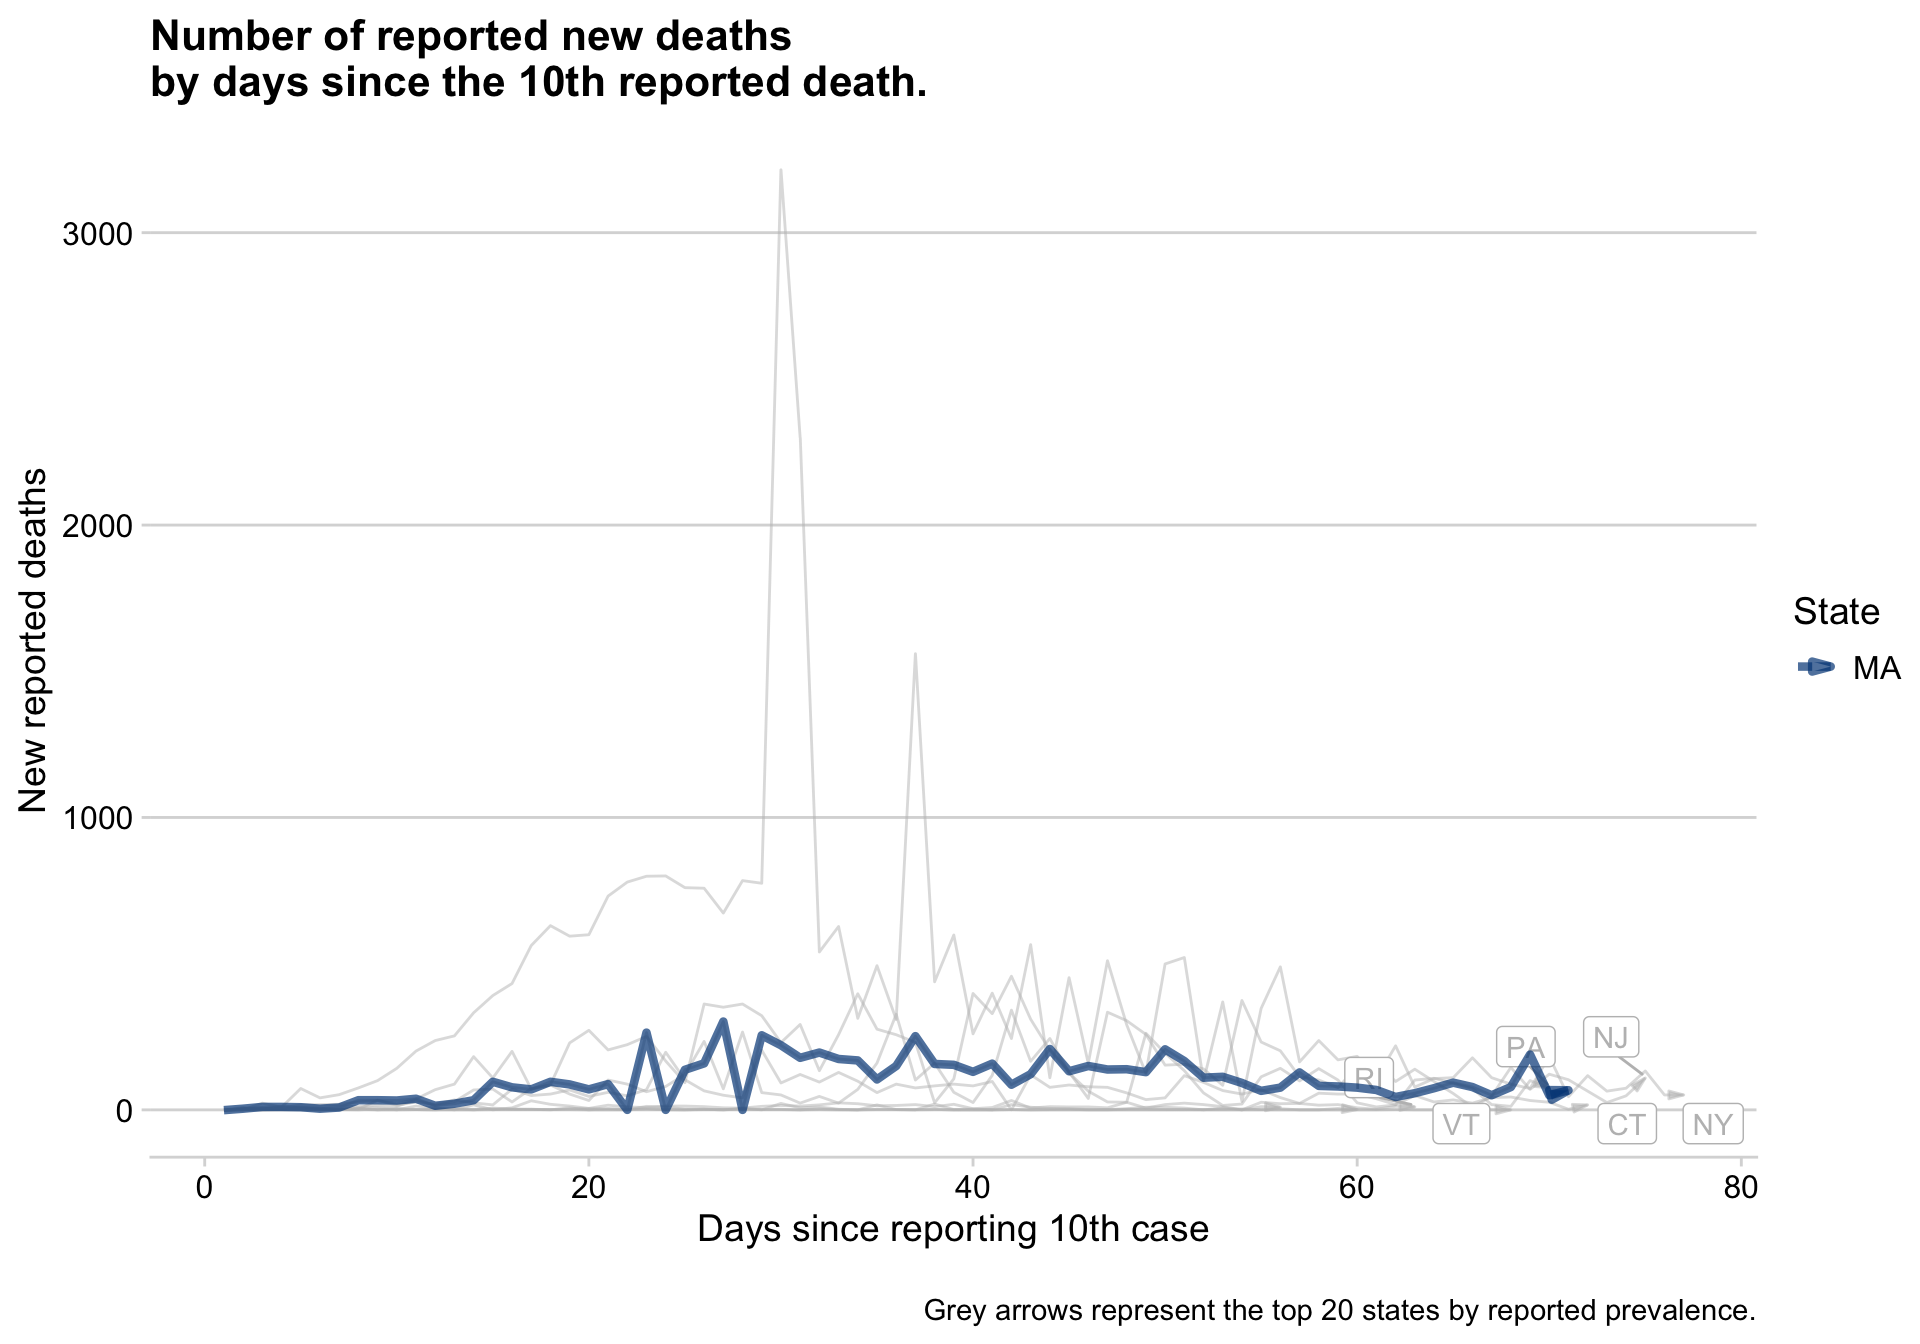 Number of reported new deaths
by days since the 10th reported death.
New reported deaths
3000
2000
1000
0
0
20
40
60
80
Days since reporting 10th case
RI
PA
NJ
VT
CT
NY
State
MA
Grey arrows represent the top 20 states by reported prevalence.